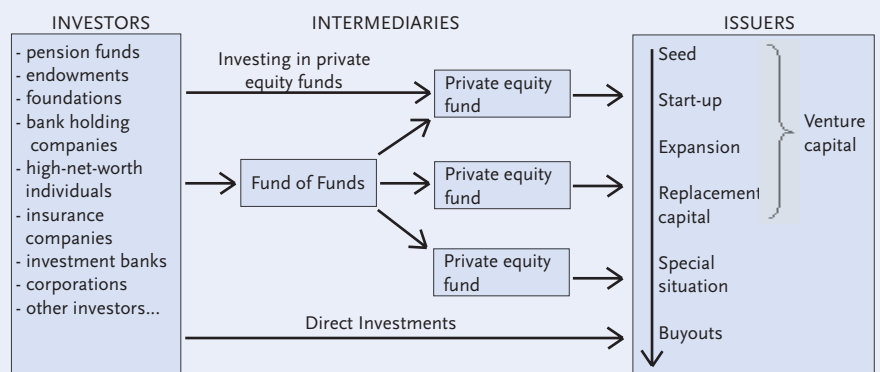 INVESTORS
INTERMEDIARIES
ISSUERS
- pension funds
- endowments
- foundations
- bank holding
companies
- high-net-worth
individuals
- insurance
companies
- investment banks
- corporations
- other investors...
Investing in private
equity funds
Fund of Funds
Private equity
fund
Private equity
fund
Private equity
fund
Direct Investments
Seed
Start-up
Expansion
Replacement
capital
Special
situation
Buyouts
Venture
capital